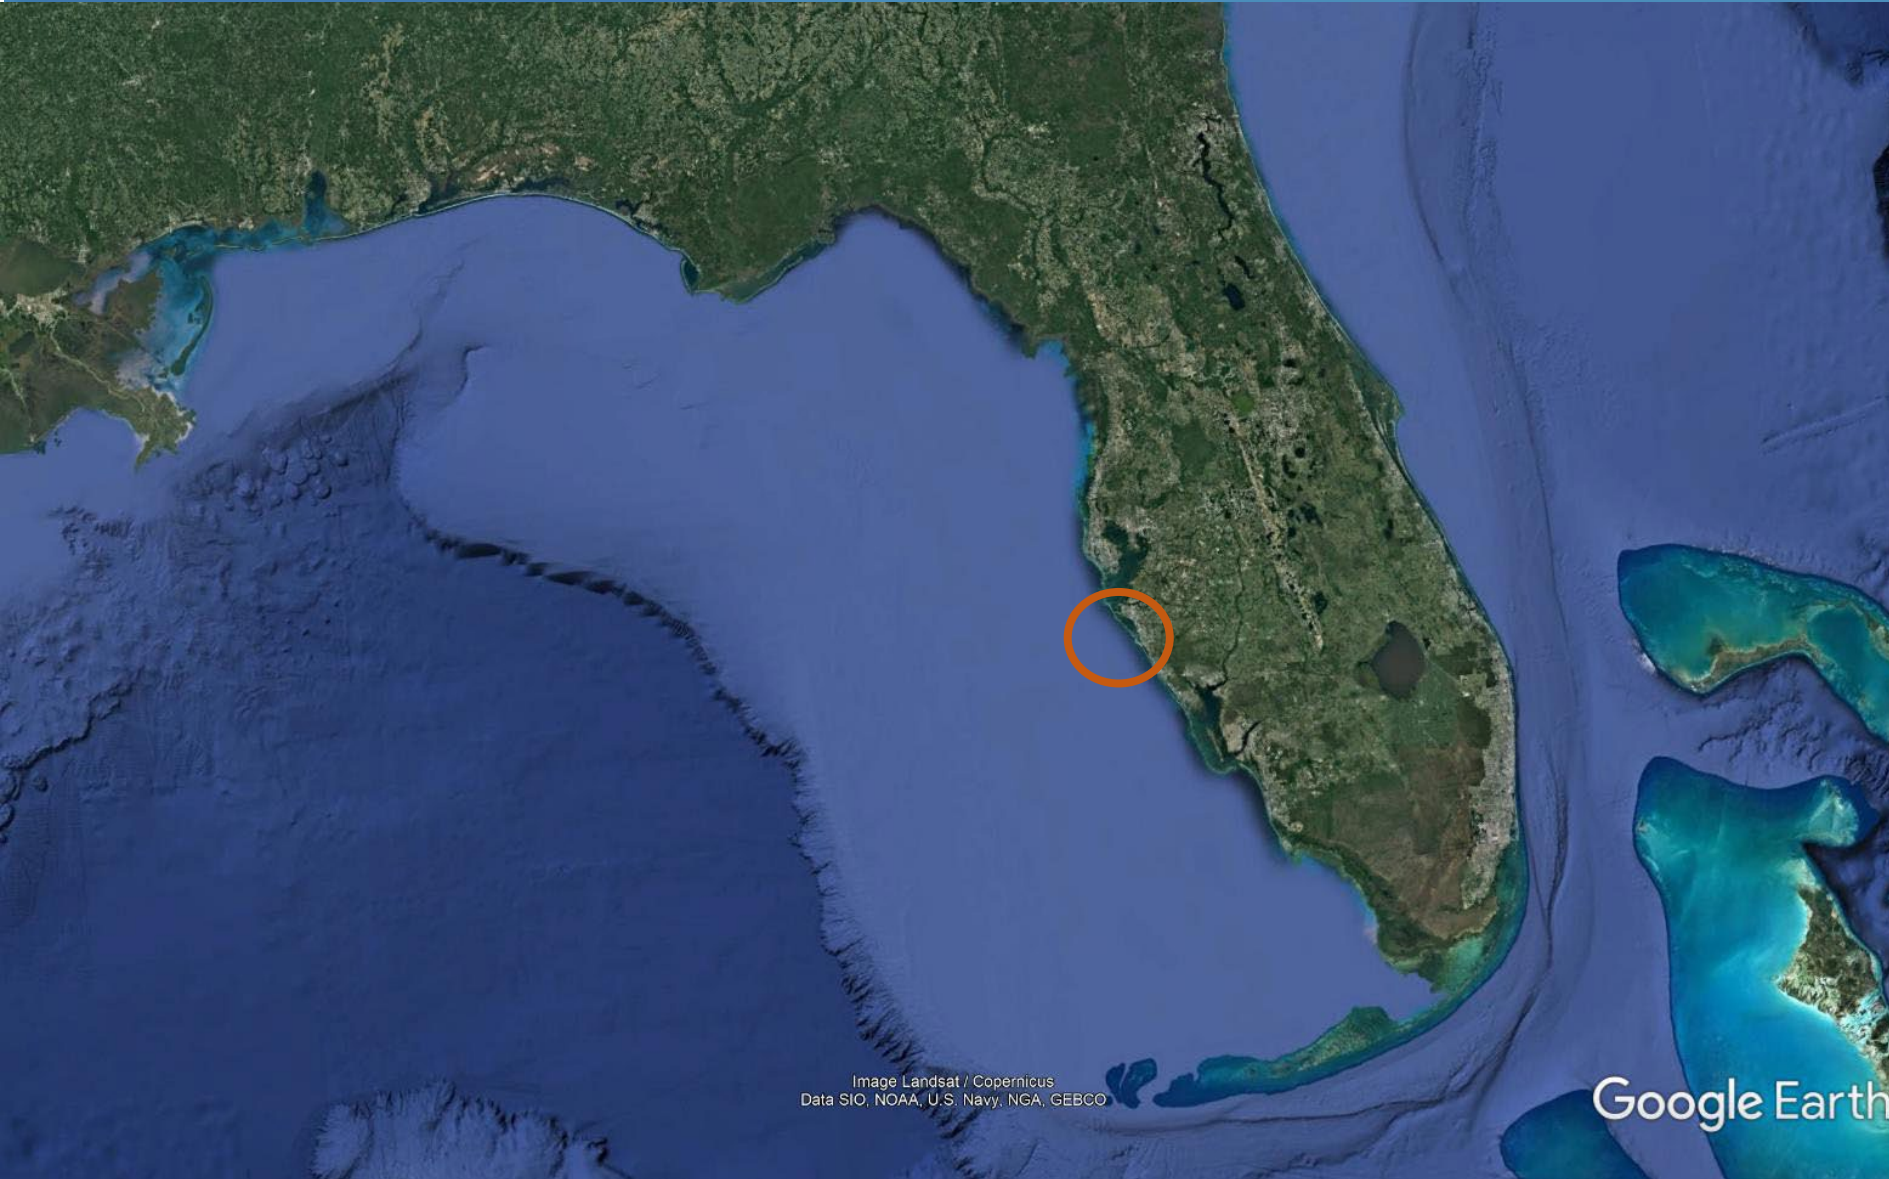 Image Landsat / Copernicus
Data SIO, NOAA, U.S. Navy, NGA, GEBCO
Google Earth